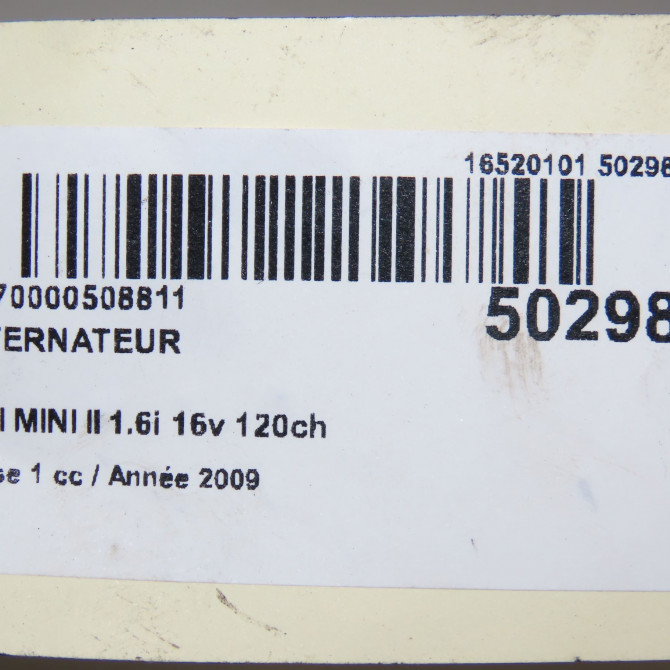 16520101 50298
70000508811
50298
TERNATEUR
I MINI II 1.6i 16v 120ch
se 1 cc / Année 2009